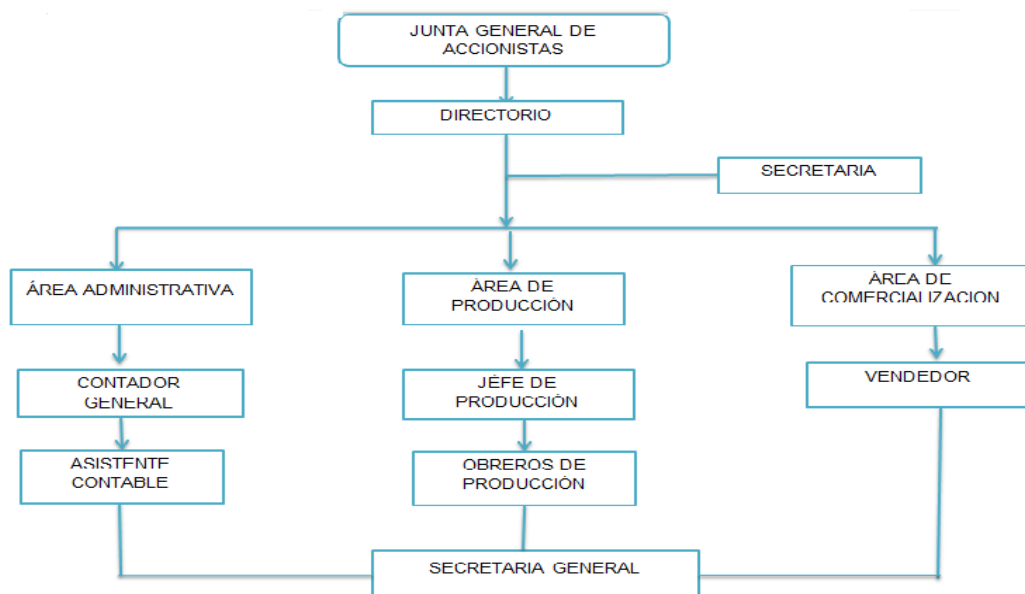 JUNTA GENERAL DE
ACCIONISTAS
DIRECTORIO
SECRETARIA
ÁREA ADMINISTRATIVA
ÀREA DE
PRODUCCIÓN
ÀREA DE
COMERCIALIZACION
CONTADOR
GENERAL
JÉFE DE
PRODUCCIÓN
VENDEDOR
ASISTENTE
CONTABLE
OBREROS DE
PRODUCCIÓN
SECRETARIA GENERAL